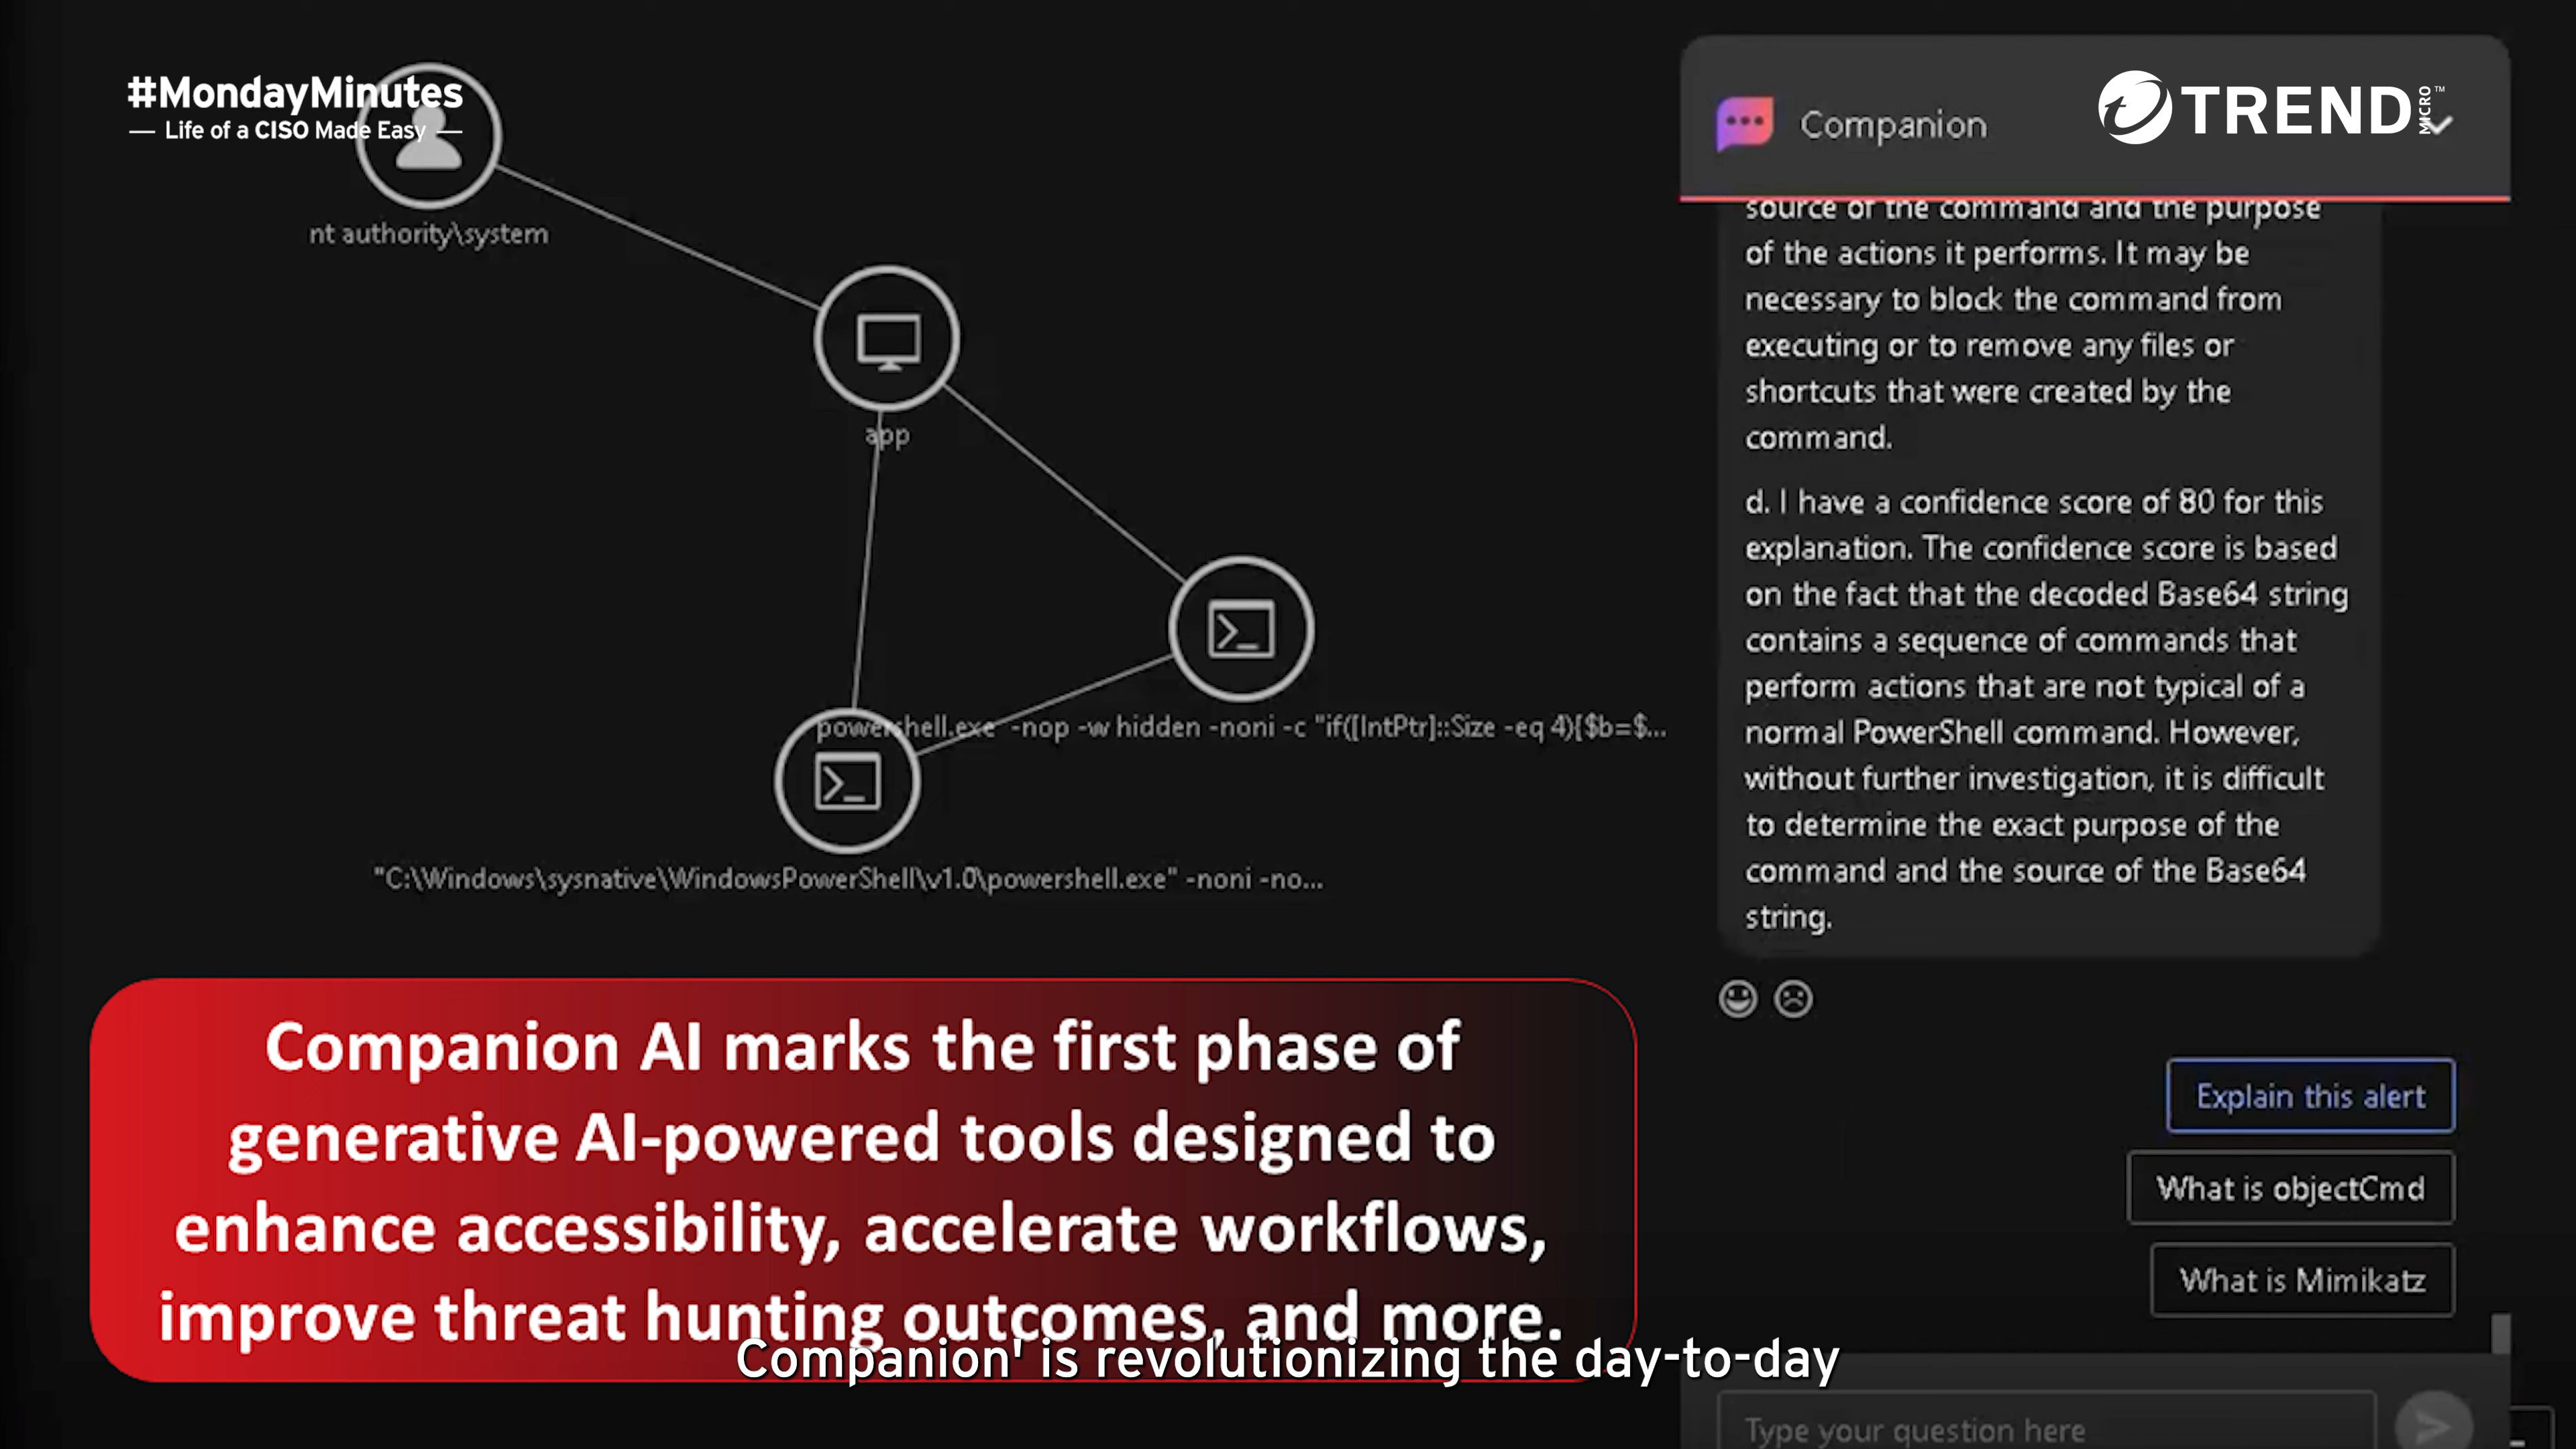 #MondayMinutes
— Life of a CISO Made Easy —
nt authority\system
app
powershell.exe -nop -w hidden -noni -c "if([IntPtr]::Size -eq 4){$b=$...
"C:\Windows\sysnative\WindowsPowerShell\v1.0\powershell.exe" -noni -no...
Companion
TREND MICRO™
source of the command and the purpose
of the actions it performs. It may be
necessary to block the command from
executing or to remove any files or
shortcuts that were created by the
command.
d. I have a confidence score of 80 for this
explanation. The confidence score is based
on the fact that the decoded Base64 string
contains a sequence of commands that
perform actions that are not typical of a
normal PowerShell command. However,
without further investigation, it is difficult
to determine the exact purpose of the
command and the source of the Base64
string.
Explain this alert
What is objectCmd
What is Mimikatz
Type your question here
Companion AI marks the first phase of
generative AI-powered tools designed to
enhance accessibility, accelerate workflows,
improve threat hunting outcomes, and more.
Companion' is revolutionizing the day-to-day